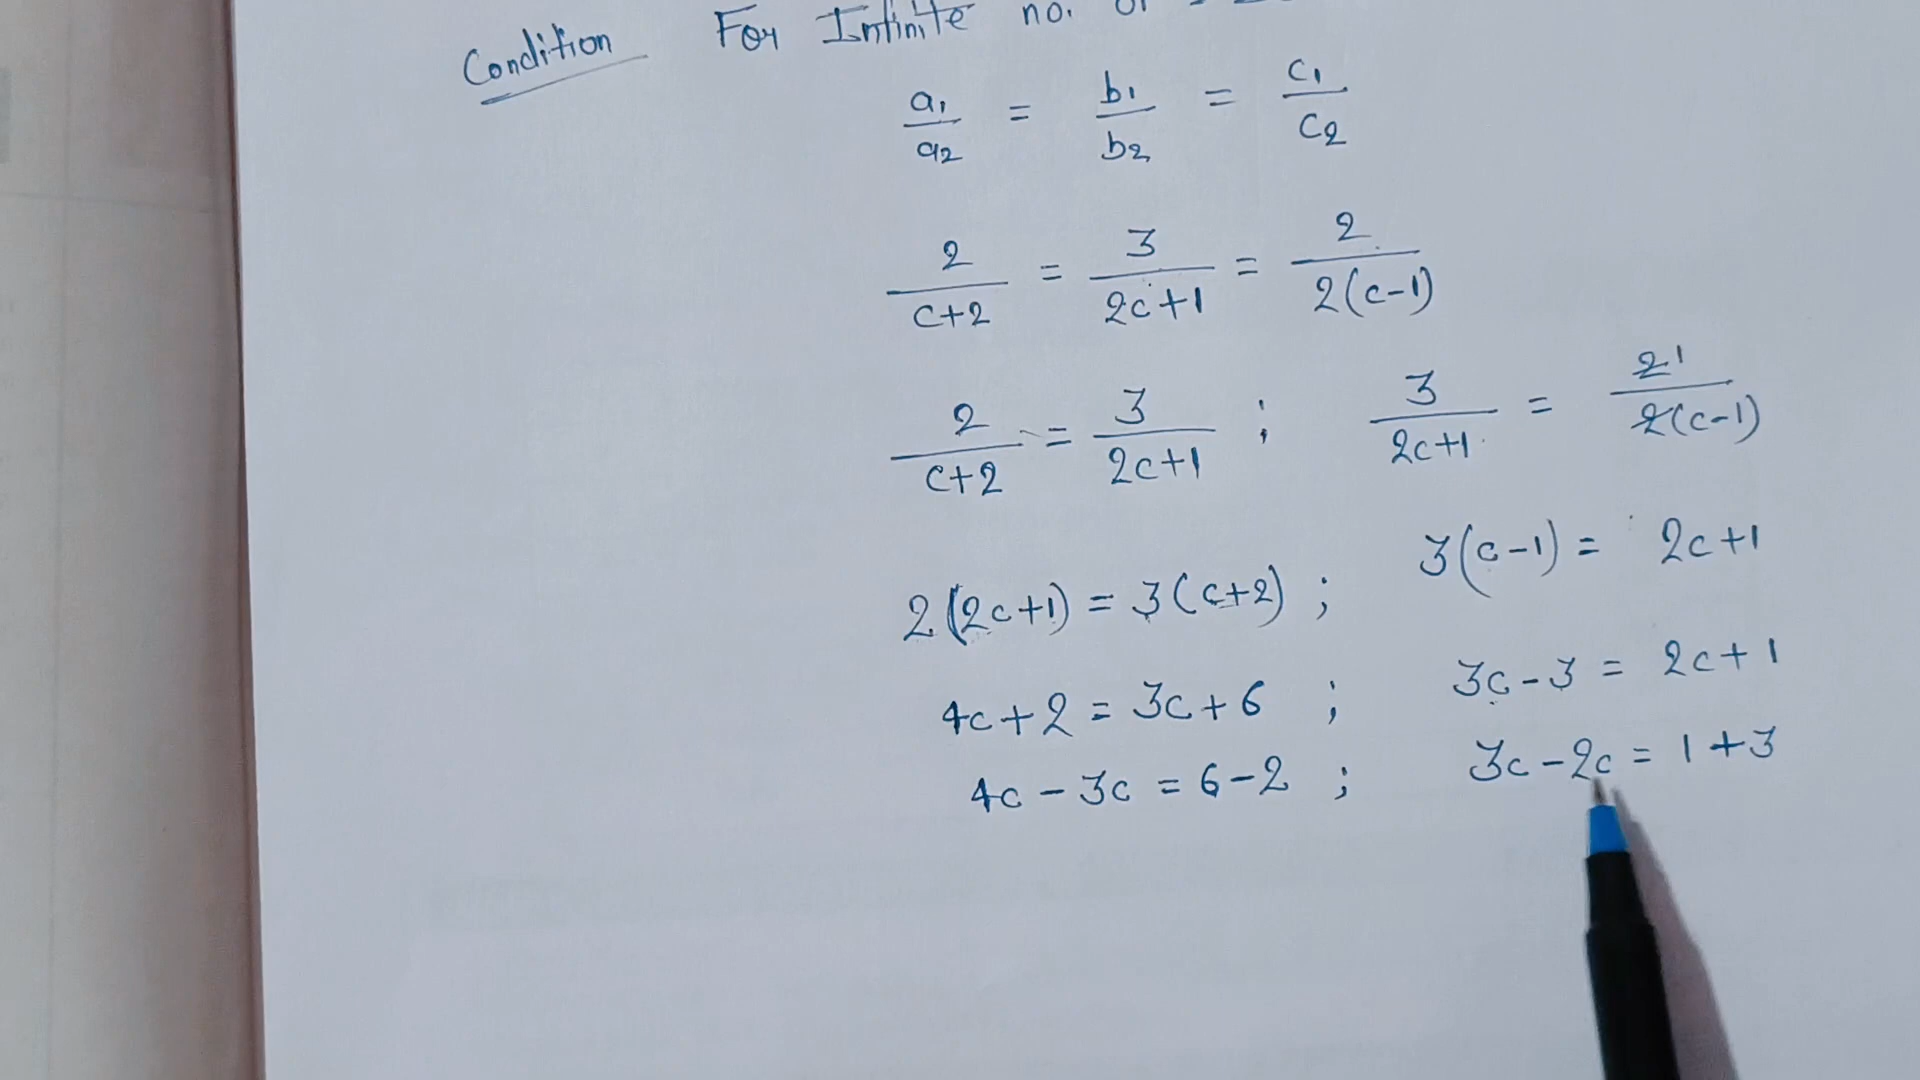 Condition For Infinite no. of
a1/a2 = b1/b2 = c1/c2
2/(c+2) = 3/(2c+1) = 2/(2(c-1))
2/(c+2) = 3/(2c+1) ; 3/(2c+1) = 2 1/(2(c-1))
2(2c+1) = 3(c+2) ; 3(c-1) = 2c+1
4c+2 = 3c+6 ; 3c-3 = 2c+1
4c-3c = 6-2 ; 3c-2c = 1+3